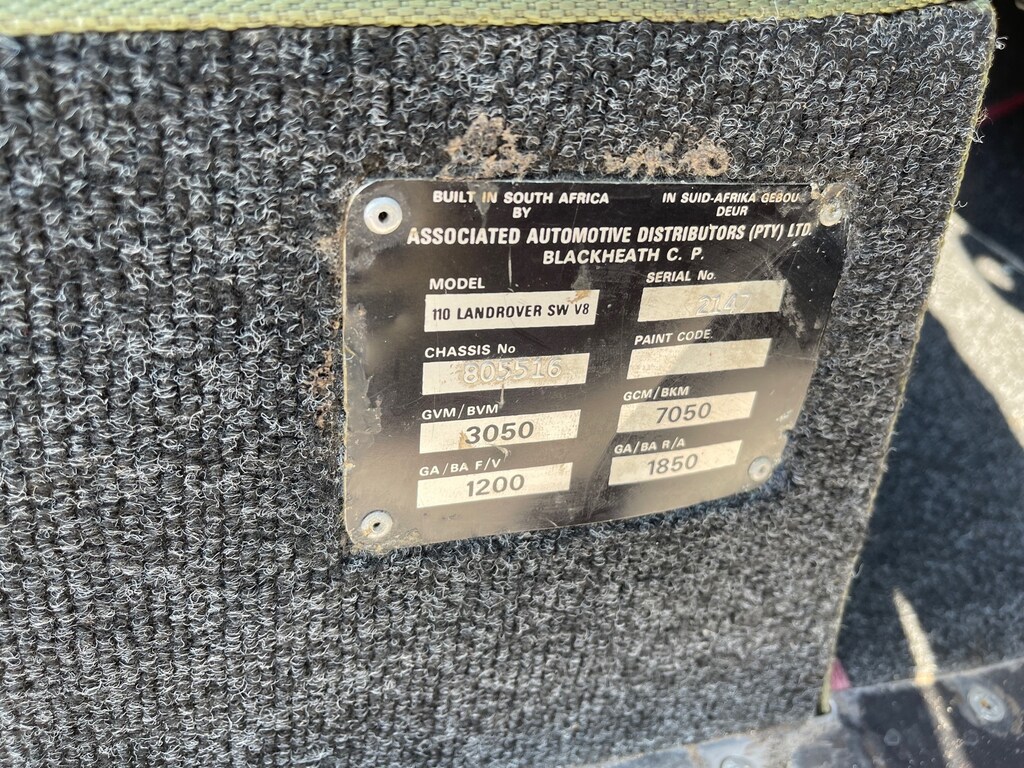 BUILT IN SOUTH AFRICA IN SUID-AFRIKA GEBOU
BY DEUR
ASSOCIATED AUTOMOTIVE DISTRIBUTORS (PTY) LTD.
BLACKHEATH C. P.
MODEL SERIAL No.
110 LANDROVER SW V8 2147
CHASSIS No PAINT CODE.
805516
GVM/BVM GCM/BKM
3050 7050
GA/BA F/V GA/BA R/A
1200 1850